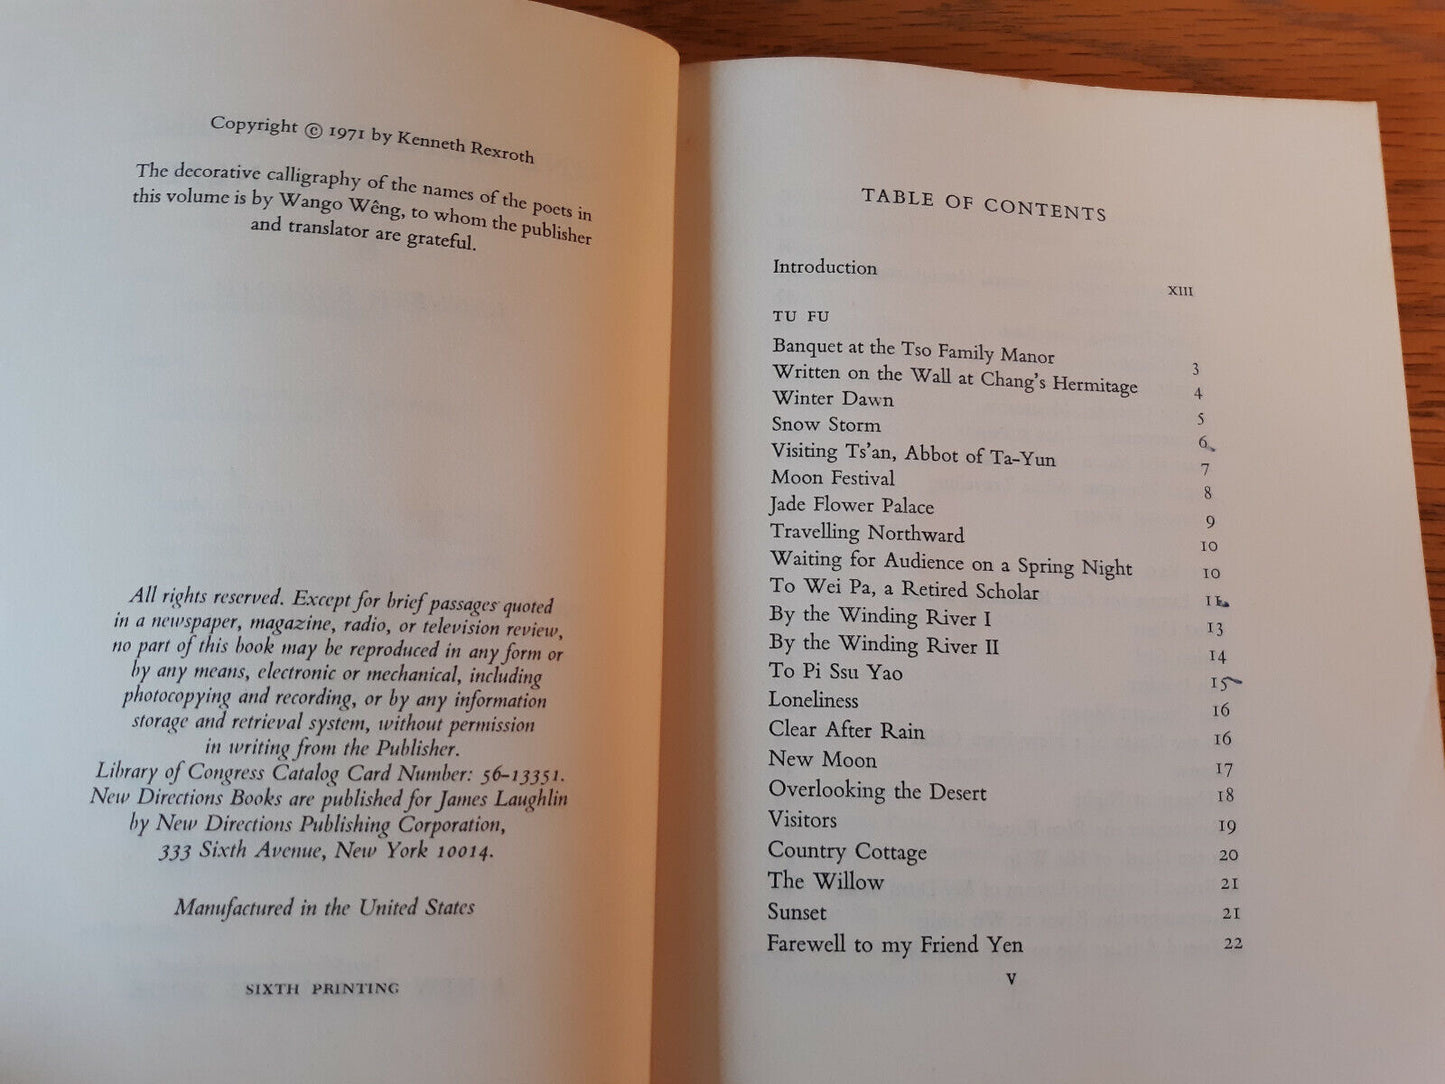 Copyright © 1971 by Kenneth Rexroth
The decorative calligraphy of the names of the poets in
this volume is by Wango Wêng, to whom the publisher
and translator are grateful.
All rights reserved. Except for brief passages quoted
in a newspaper, magazine, radio, or television review,
no part of this book may be reproduced in any form or
by any means, electronic or mechanical, including
photocopying and recording, or by any information
storage and retrieval system, without permission
in writing from the Publisher.
Library of Congress Catalog Card Number: 56-13351.
New Directions Books are published for James Laughlin
by New Directions Publishing Corporation,
333 Sixth Avenue, New York 10014.
Manufactured in the United States
SIXTH PRINTING
TABLE OF CONTENTS
Introduction XIII
TU FU
Banquet at the Tso Family Manor 3
Written on the Wall at Chang's Hermitage 4
Winter Dawn 5
Snow Storm 6
Visiting Ts'an, Abbot of Ta-Yun 7
Moon Festival 8
Jade Flower Palace 9
Travelling Northward 10
Waiting for Audience on a Spring Night 10
To Wei Pa, a Retired Scholar 11
By the Winding River I 13
By the Winding River II 14
To Pi Ssu Yao 15
Loneliness 16
Clear After Rain 16
New Moon 17
Overlooking the Desert 18
Visitors 19
Country Cottage 20
The Willow 21
Sunset 21
Farewell to my Friend Yen 22
V